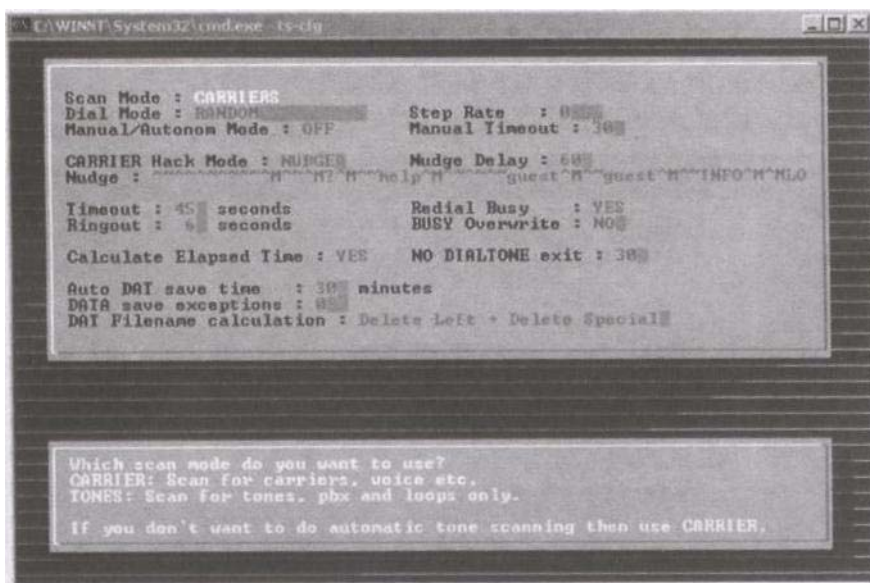 C:\WINNT\System32\cmd.exe - ts-cfg
Scan Mode : CARRIERS
Dial Mode : RANDOM Step Rate : 0
Manual/Autonom Mode : OFF Manual Timeout : 30
CARRIER Hack Mode : NUDGE Nudge Delay : 60
Nudge : help^M guest^M~~guest^M~~INFO^M^MLO
Timeout : 45 seconds Redial Busy : YES
Ringout : 6 seconds BUSY Overwrite : NO
Calculate Elapsed Time : YES NO DIALTONE exit : 30
Auto DAT save time : 30 minutes
DATA save exceptions :
DAT Filename calculation : Delete Left + Delete Special
Which scan mode do you want to use?
CARRIER: Scan for carriers, voice etc.
TONES: Scan for tones, pbx and loops only.
If you don't want to do automatic tone scanning then use CARRIER.